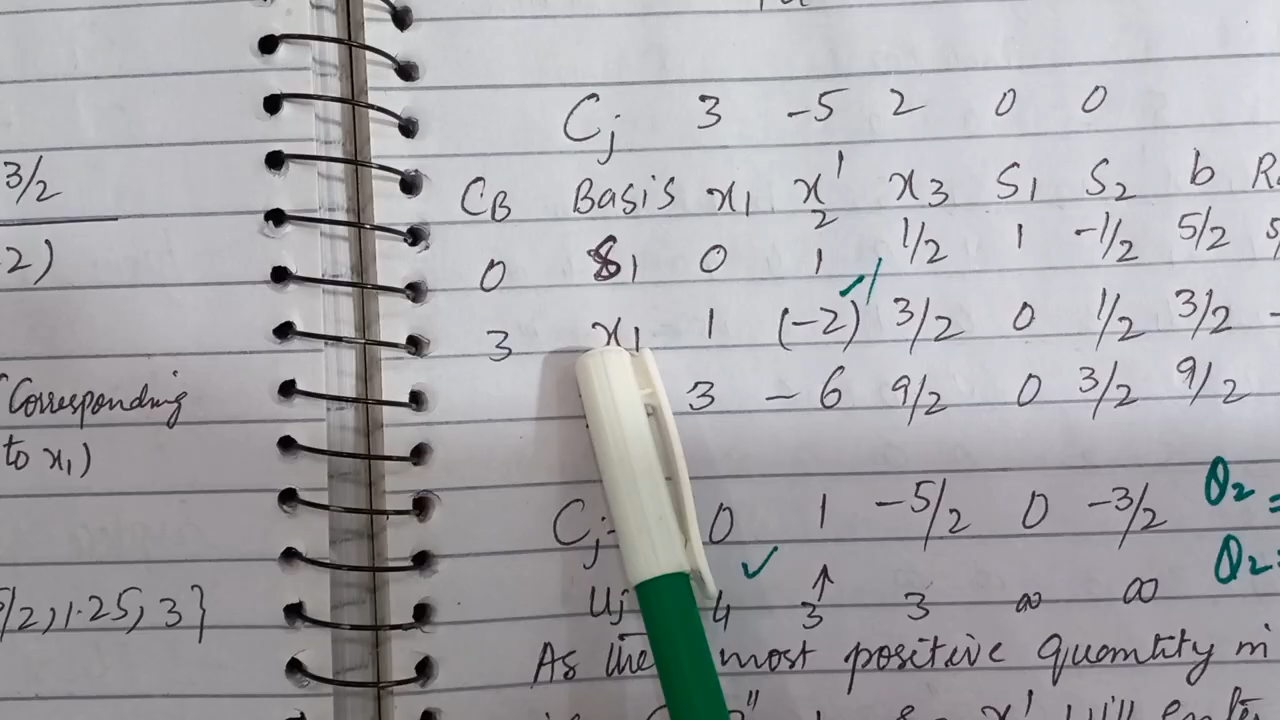 3/2
2)
Corresponding
to x₁)
5/2, 1.25, 3}
Cj 3 -5 2 0 0
CB Basis x₁ x₂' x₃ S₁ S₂ b
0 S₁ 0 1 1/2 1 -1/2 5/2
3 x₁ 1 (-2) 3/2 0 1/2 3/2
3 -6 9/2 0 3/2 9/2
Cj- 0 1 -5/2 0 -3/2 θ₂ =
uj 4 3 3 ∞ ∞ θ₂
As the most positive quantity in